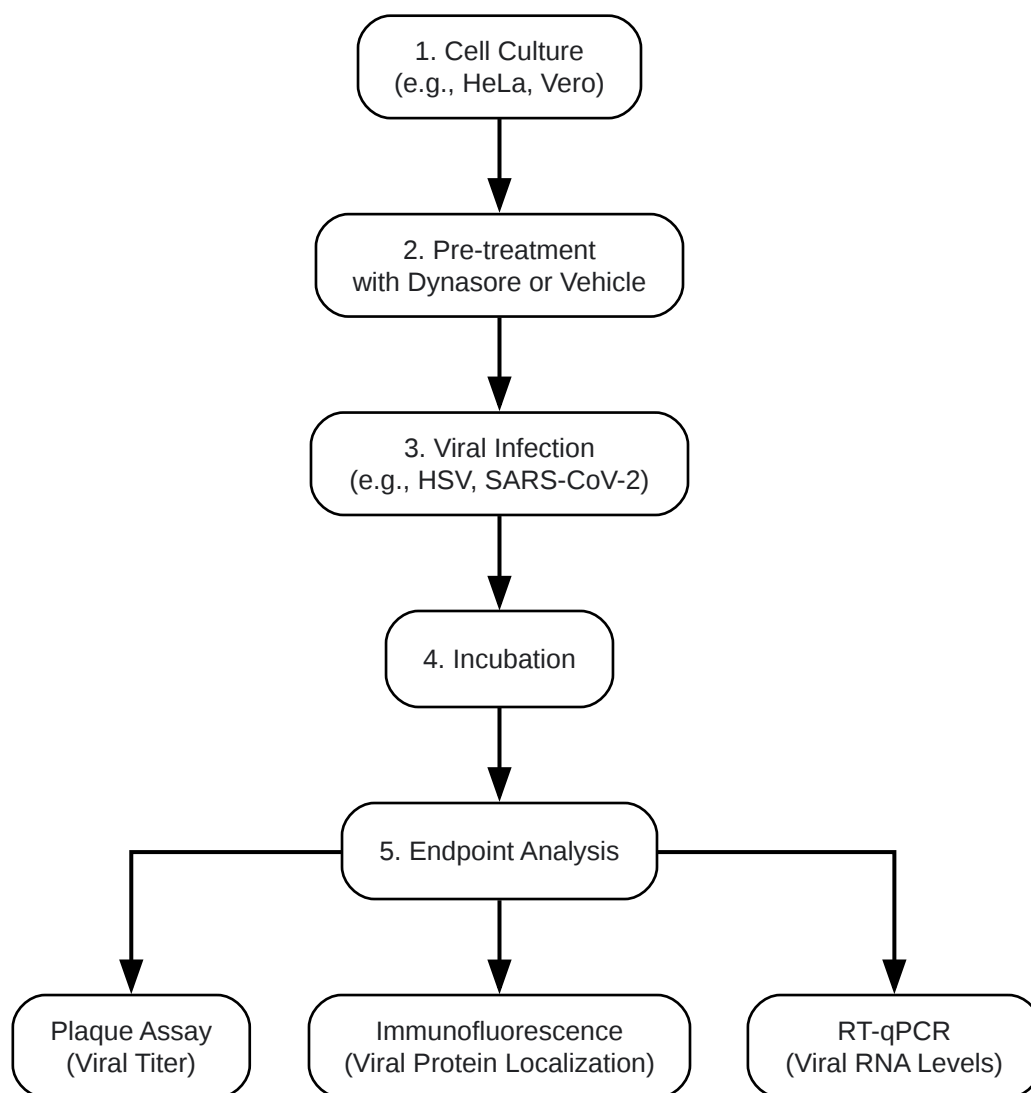 1. Cell Culture
(e.g., HeLa, Vero)
2. Pre-treatment
with Dynasore or Vehicle
3. Viral Infection
(e.g., HSV, SARS-CoV-2)
4. Incubation
5. Endpoint Analysis
Plaque Assay
(Viral Titer)
Immunofluorescence
(Viral Protein Localization)
RT-qPCR
(Viral RNA Levels)